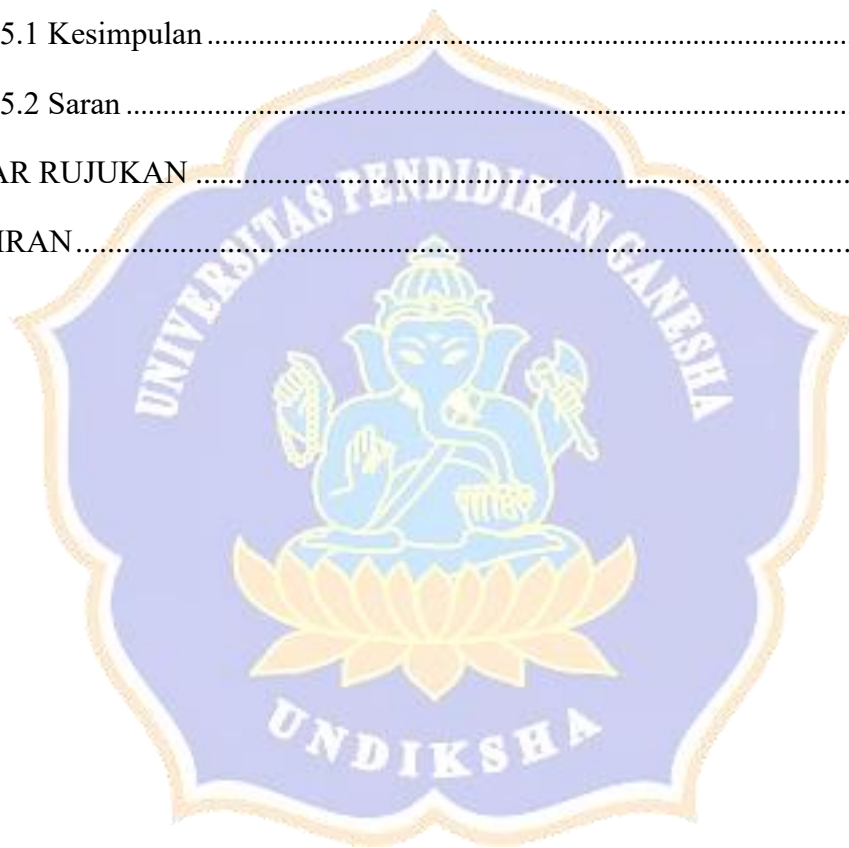 5.1 Kesimpulan....................................................................................
5.2 Saran...............................................................................................
AR RUJUKAN....................................................................................
IRAN...................................................................................................
UNIVERSITAS PENDIDIKAN GANESHA
UNDIKSHA